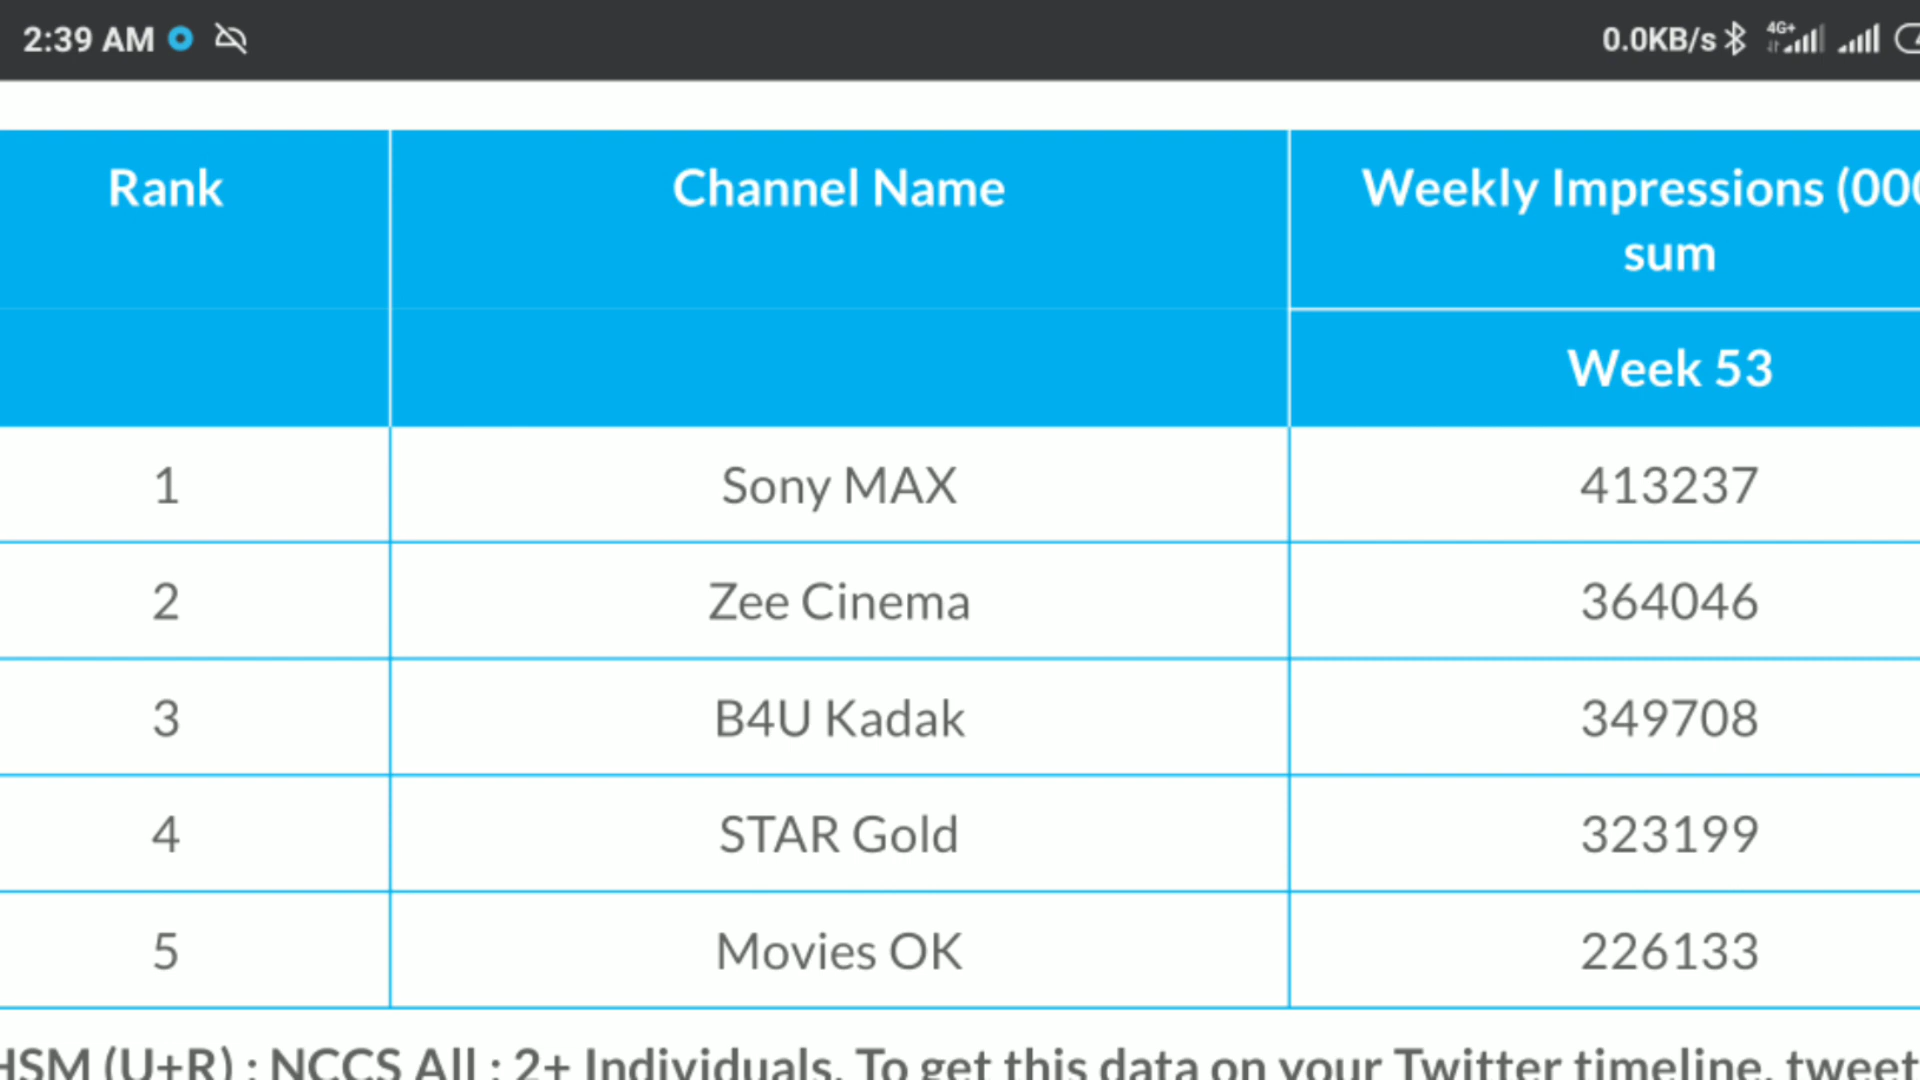 2:39 AM 0.0KB/s 4G+
Rank Channel Name Weekly Impressions (000
sum
Week 53
1 Sony MAX 413237
2 Zee Cinema 364046
3 B4U Kadak 349708
4 STAR Gold 323199
5 Movies OK 226133
HSM (U+R) : NCCS All : 2+ Individuals. To get this data on your Twitter timeline, tweet